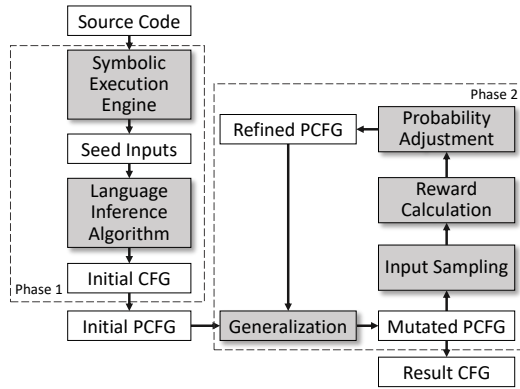 Source Code
Symbolic
Execution
Engine
Seed Inputs
Language
Inference
Algorithm
Phase 1
Initial CFG
Initial PCFG
Phase 2
Refined PCFG
Probability
Adjustment
Reward
Calculation
Input Sampling
Generalization
Mutated PCFG
Result CFG